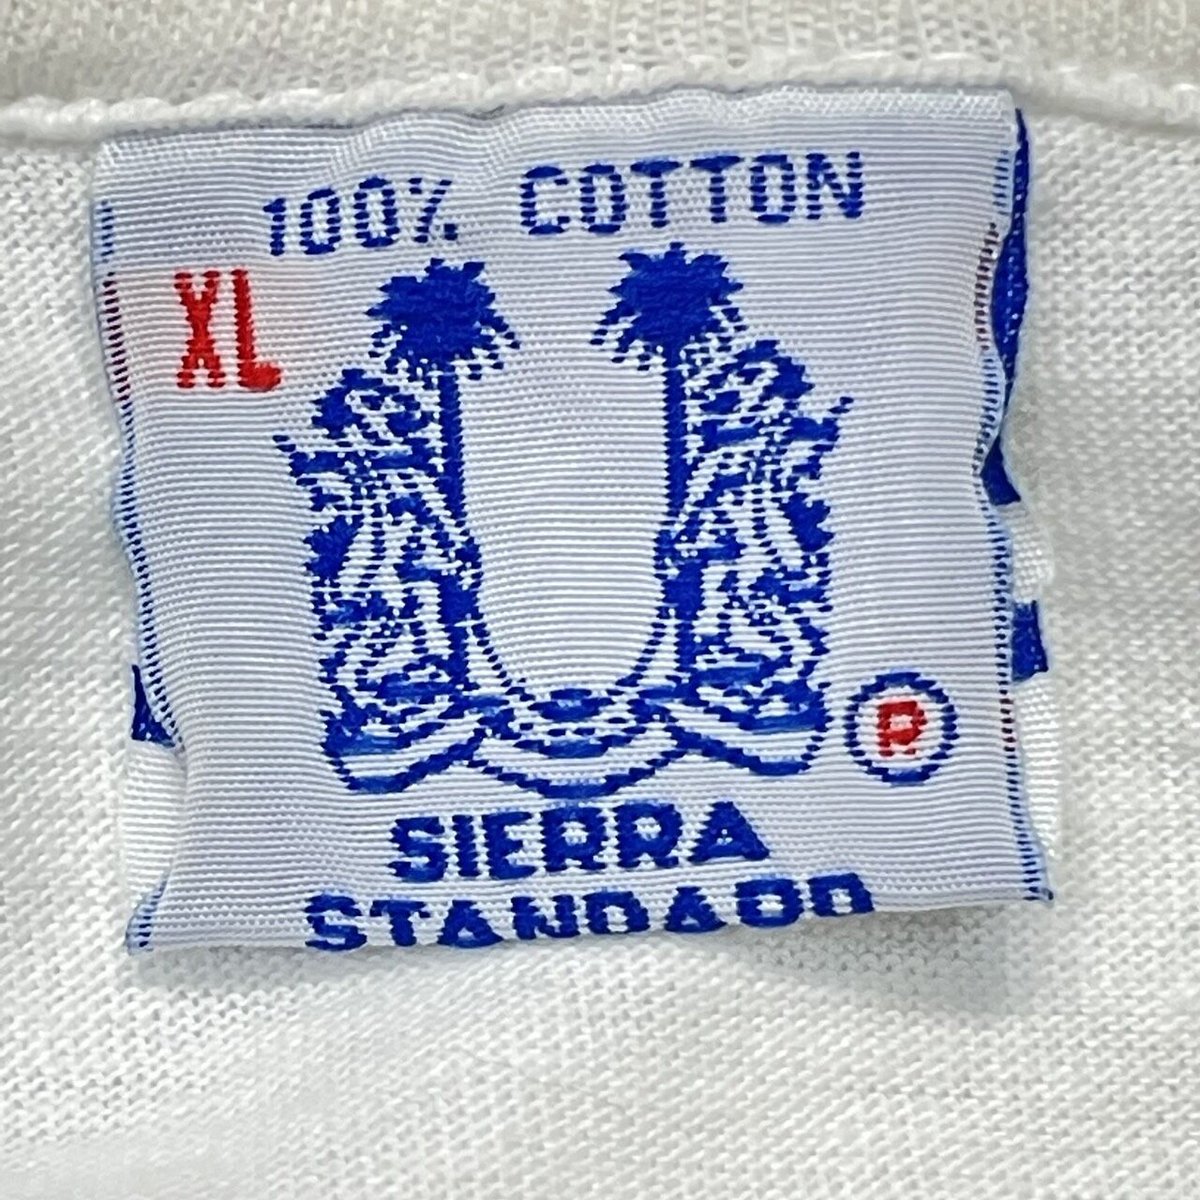 100% COTTON
XL
R
SIERRA
STANDARD